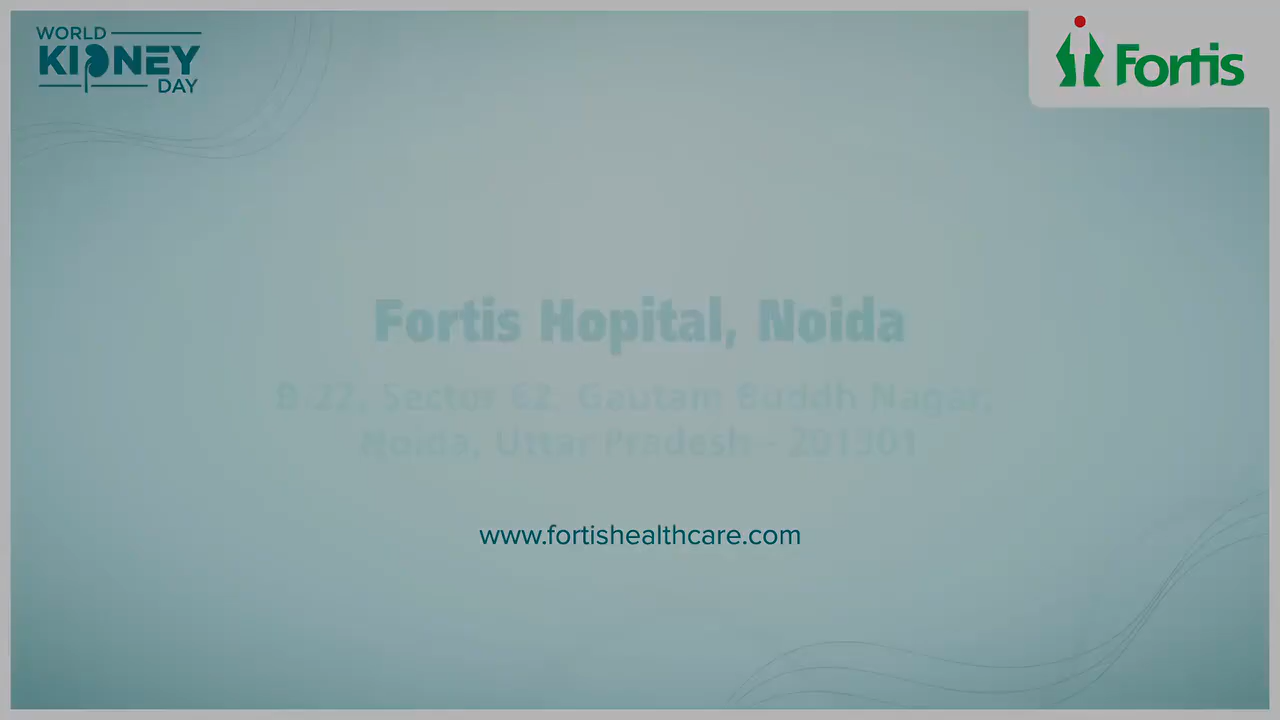 WORLD
KIDNEY
DAY
Fortis
Fortis Hopital, Noida
B 22, Sector 62, Gautam Buddh Nagar,
Noida, Uttar Pradesh - 201301
www.fortishealthcare.com